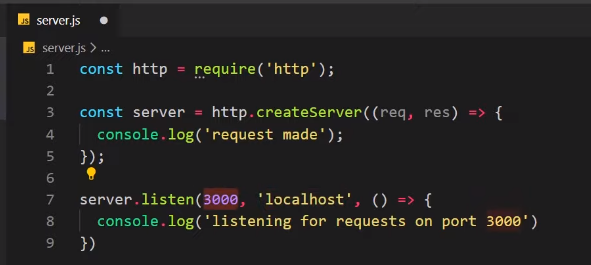 JS server.js
JS server.js > ...
1 const http = require('http');
2
3 const server = http.createServer((req, res) => {
4 console.log('request made');
5 });
6
7 server.listen(3000, 'localhost', () => {
8 console.log('listening for requests on port 3000')
9 })